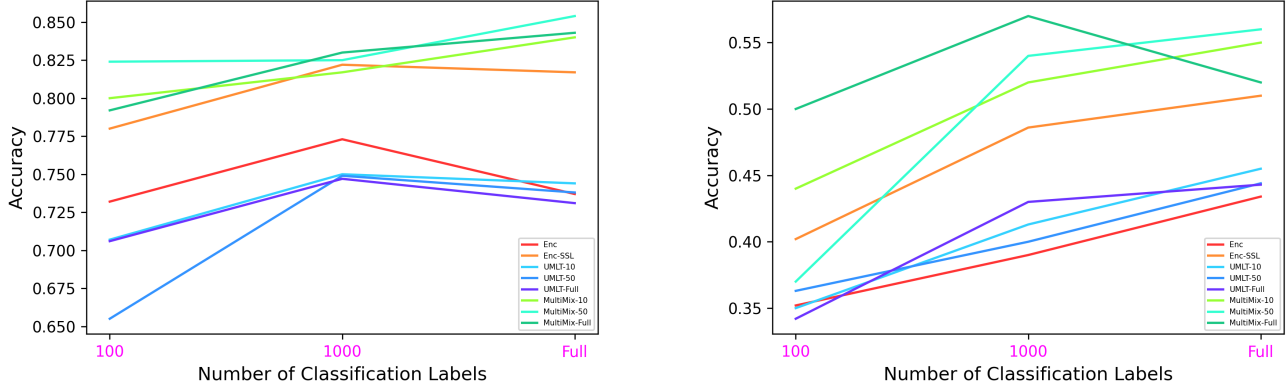 Accuracy
0.850
0.825
0.800
0.775
0.750
0.725
0.700
0.675
0.650
100
1000
Full
Number of Classification Labels
Enc
Enc-SSL
UMLT-10
UMLT-50
UMLT-Full
MultiMix-10
MultiMix-50
MultiMix-Full
Accuracy
0.55
0.50
0.45
0.40
0.35
100
1000
Full
Number of Classification Labels
Enc
Enc-SSL
UMLT-10
UMLT-50
UMLT-Full
MultiMix-10
MultiMix-50
MultiMix-Full